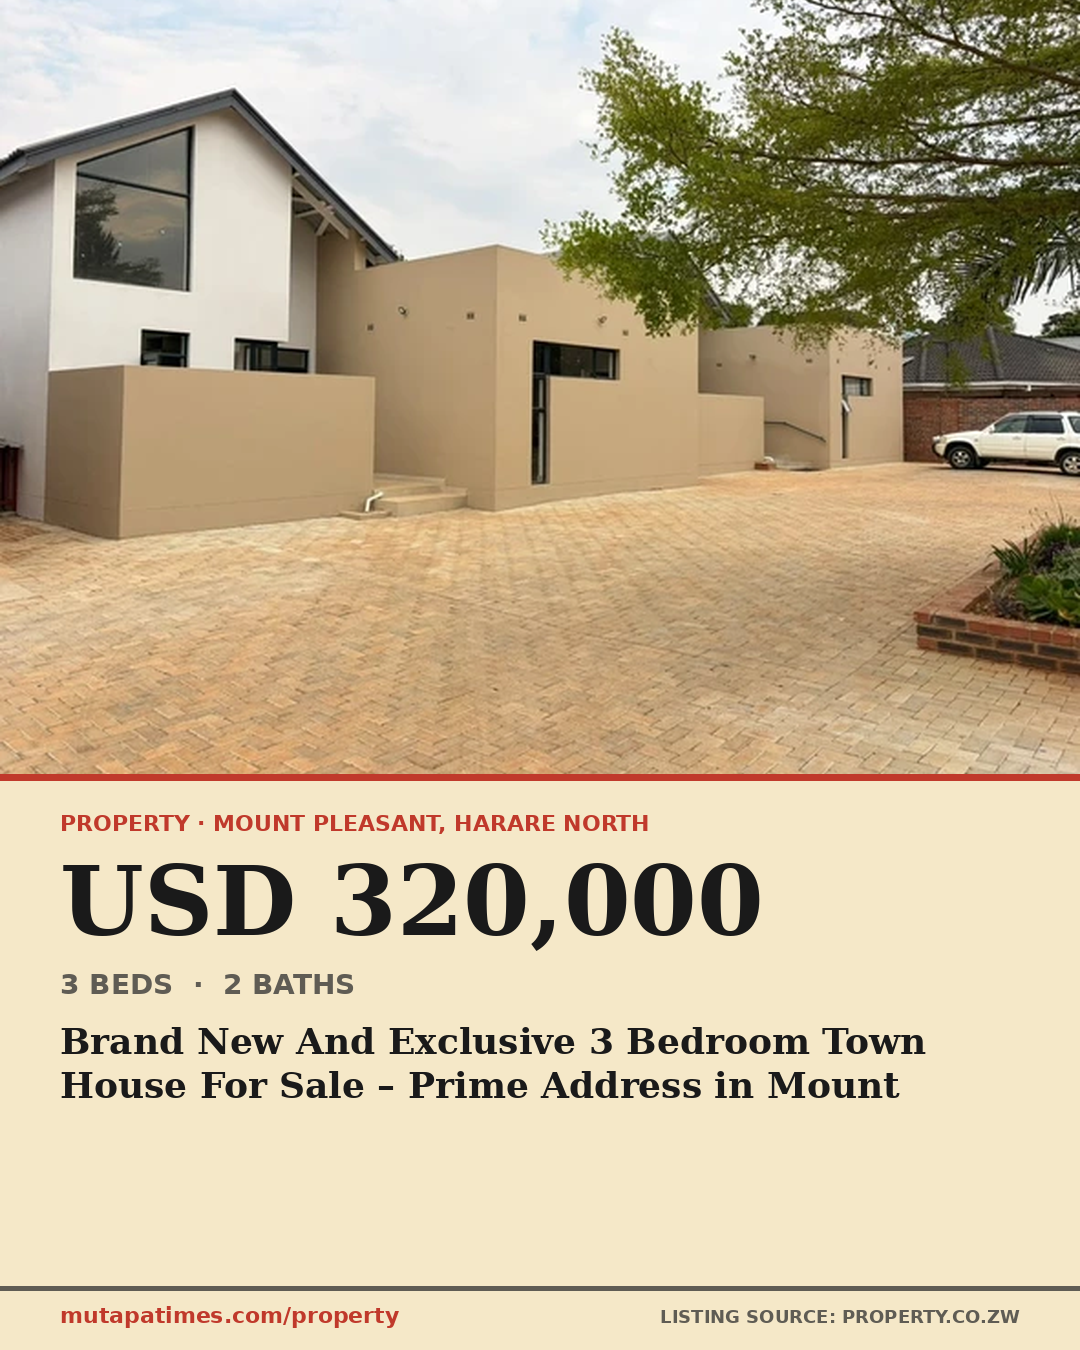 PROPERTY · MOUNT PLEASANT, HARARE NORTH
USD 320,000
3 BEDS · 2 BATHS
Brand New And Exclusive 3 Bedroom Town
House For Sale – Prime Address in Mount
mutapatimes.com/property
LISTING SOURCE: PROPERTY.CO.ZW